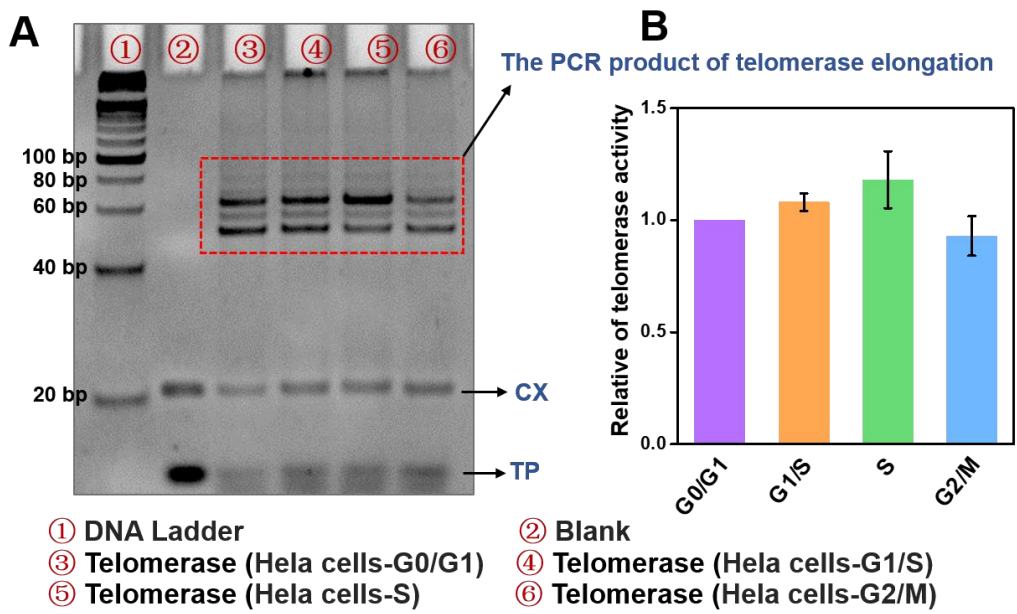 A
① ② ③ ④ ⑤ ⑥
100 bp
80 bp
60 bp
40 bp
20 bp
The PCR product of telomerase elongation
CX
TP
B
Relative of telomerase activity
1.5
1.0
0.5
0.0
G0/G1
G1/S
S
G2/M
① DNA Ladder
② Blank
③ Telomerase (Hela cells-G0/G1)
④ Telomerase (Hela cells-G1/S)
⑤ Telomerase (Hela cells-S)
⑥ Telomerase (Hela cells-G2/M)